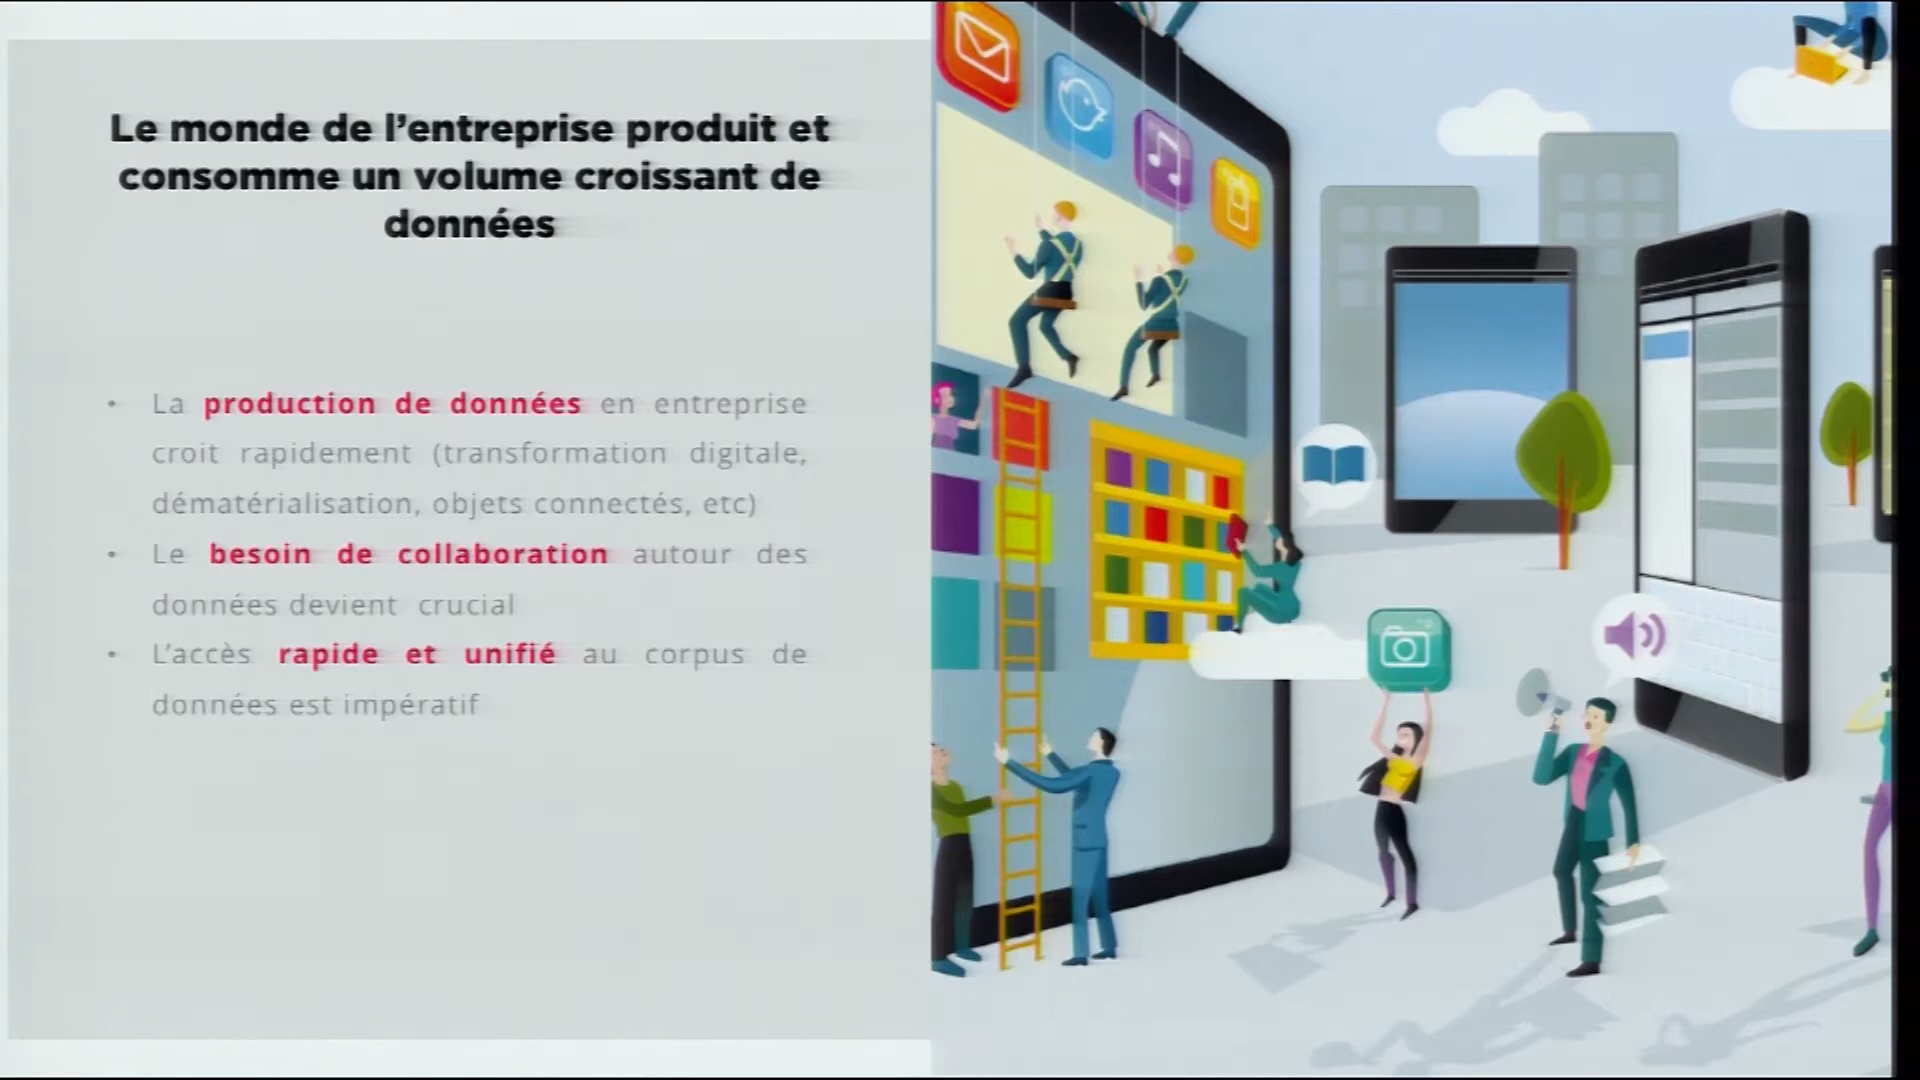 Le monde de l’entreprise produit et
consomme un volume croissant de
données
• La production de données en entreprise
croit rapidement (transformation digitale,
dématérialisation, objets connectés, etc)
• Le besoin de collaboration autour des
données devient crucial
• L’accès rapide et unifié au corpus de
données est impératif